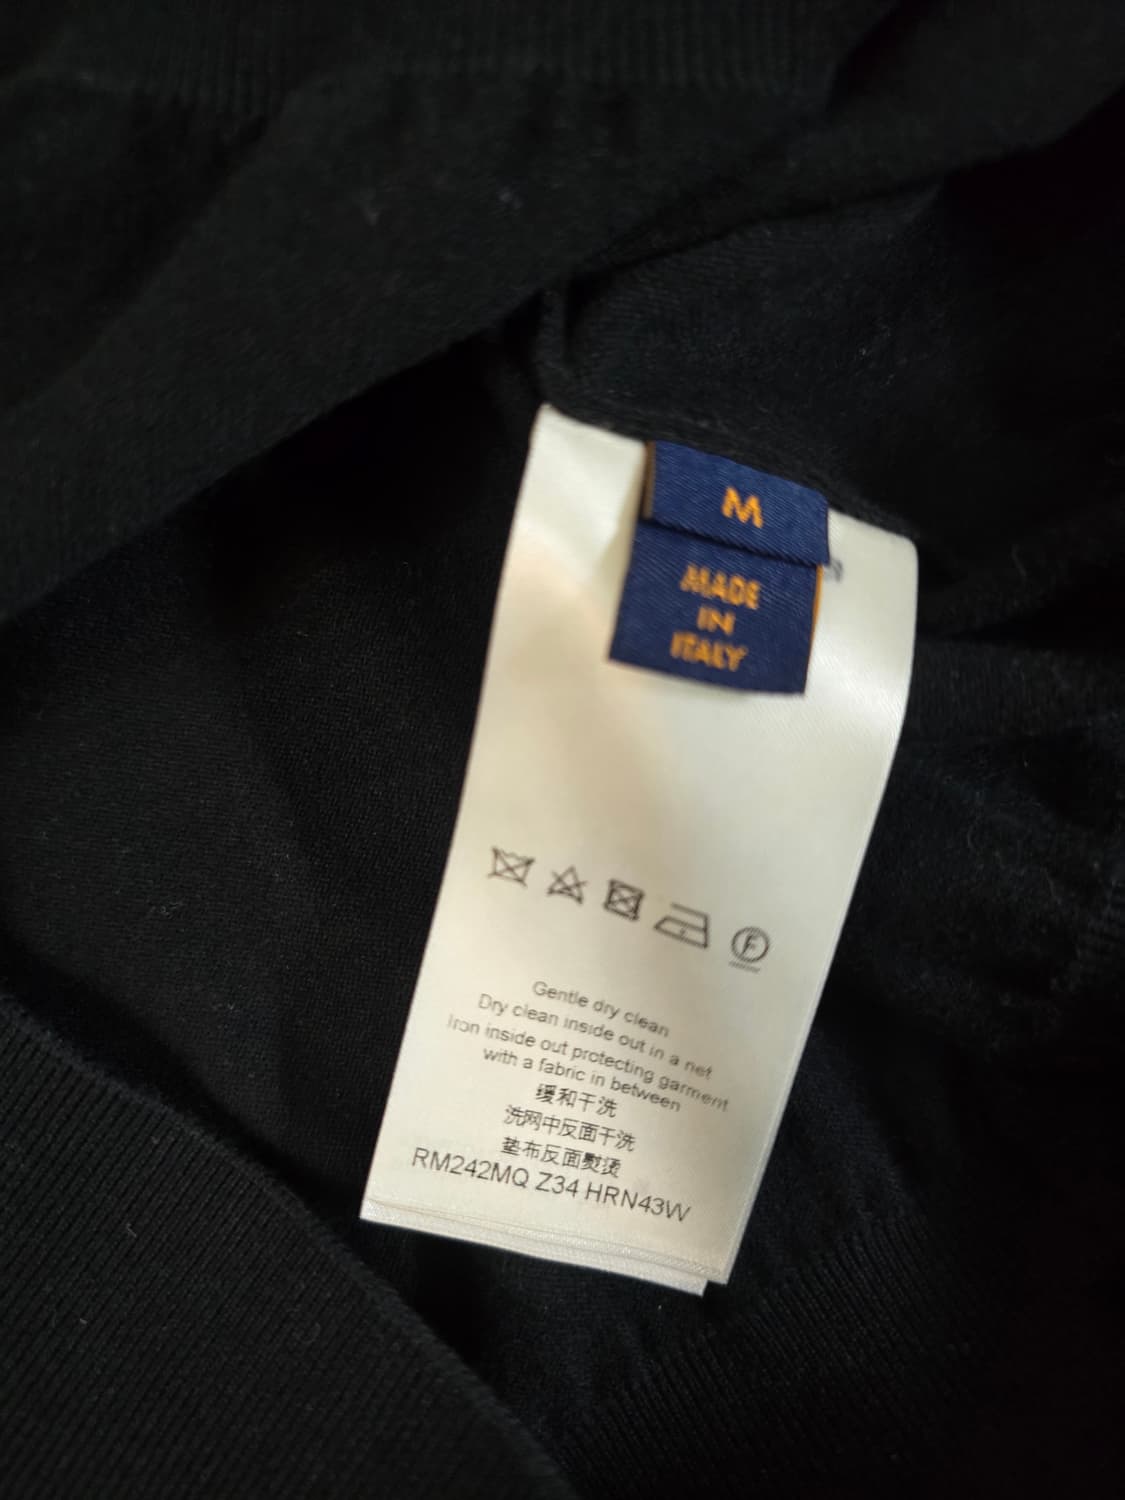 M
MADE
IN
ITALY
F
Gentle dry clean
Dry clean inside out in a net
Iron inside out protecting garment
with a fabric in between
缓和干洗
洗网中反面干洗
垫布反面熨烫
RM242MQ Z34 HRN43W